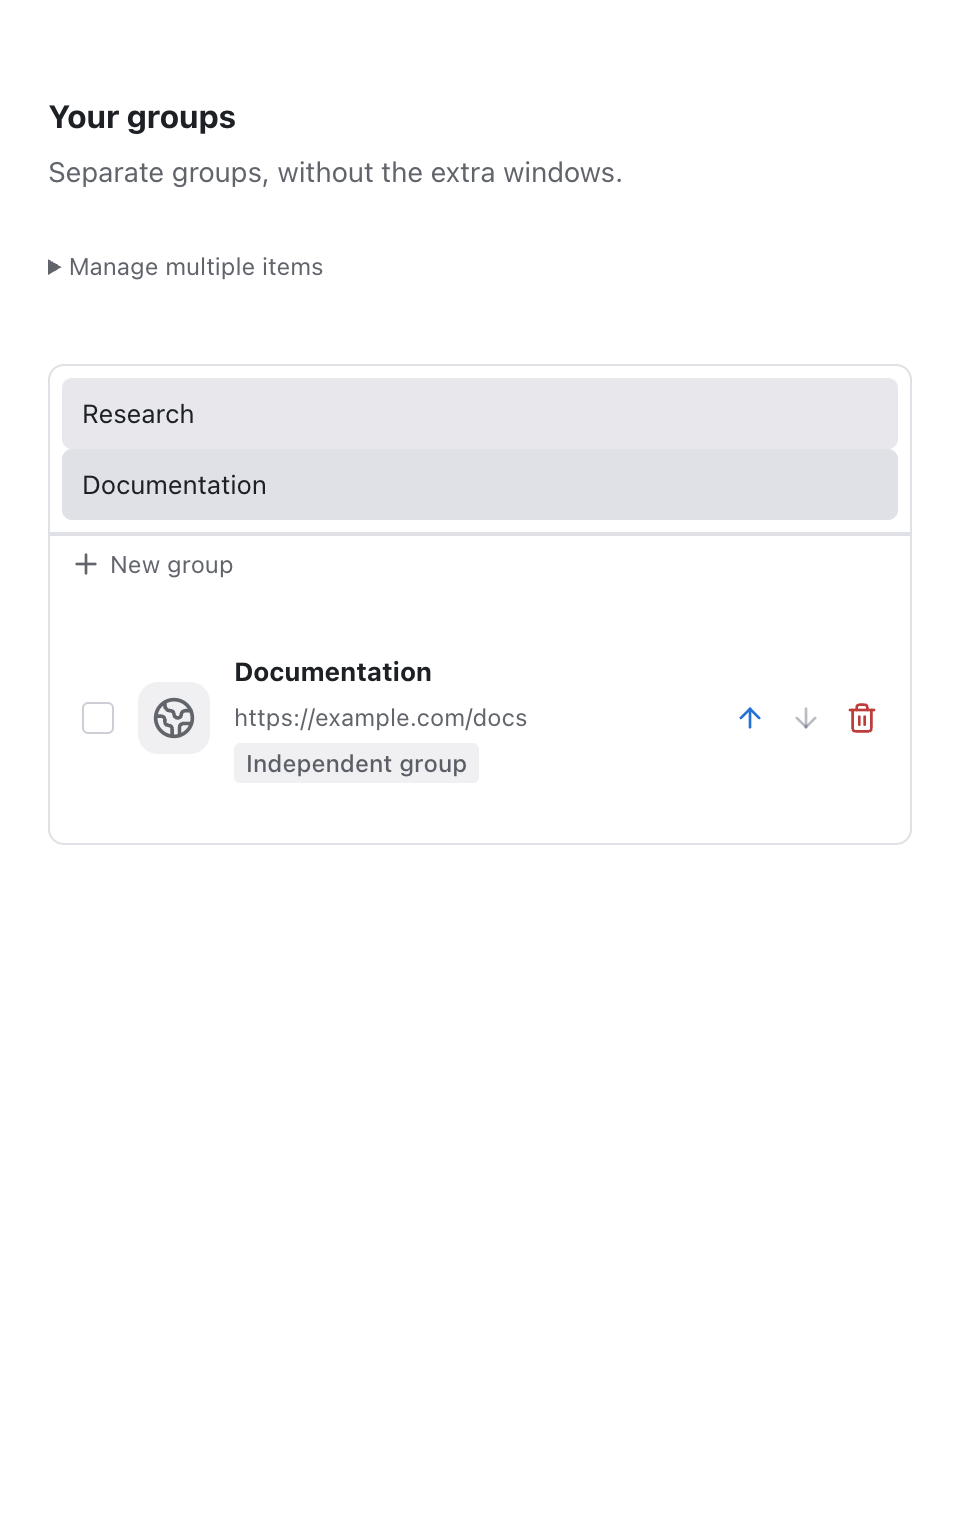 Your groups
Separate groups, without the extra windows.
Manage multiple items
Research
Documentation
New group
Documentation
https://example.com/docs
Independent group